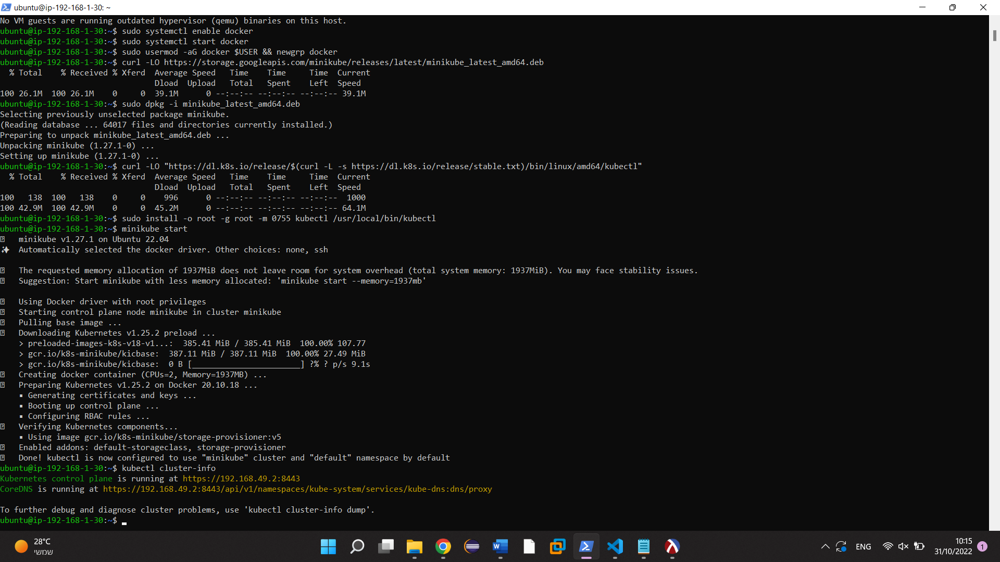 ubuntu@ip-192-168-1-30: ~
No VM guests are running outdated hypervisor (qemu) binaries on this host.
ubuntu@ip-192-168-1-30:~$ sudo systemctl enable docker
ubuntu@ip-192-168-1-30:~$ sudo systemctl start docker
ubuntu@ip-192-168-1-30:~$ sudo usermod -aG docker $USER && newgrp docker
ubuntu@ip-192-168-1-30:~$ curl -LO https://storage.googleapis.com/minikube/releases/latest/minikube_latest_amd64.deb
  % Total    % Received % Xferd  Average Speed   Time    Time     Time  Current
                                 Dload  Upload   Total   Spent    Left  Speed
100 26.1M  100 26.1M    0     0  39.1M      0 --:--:-- --:--:-- --:--:-- 39.1M
ubuntu@ip-192-168-1-30:~$ sudo dpkg -i minikube_latest_amd64.deb
Selecting previously unselected package minikube.
(Reading database ... 64017 files and directories currently installed.)
Preparing to unpack minikube_latest_amd64.deb ...
Unpacking minikube (1.27.1-0) ...
Setting up minikube (1.27.1-0) ...
ubuntu@ip-192-168-1-30:~$ curl -LO "https://dl.k8s.io/release/$(curl -L -s https://dl.k8s.io/release/stable.txt)/bin/linux/amd64/kubectl"
  % Total    % Received % Xferd  Average Speed   Time    Time     Time  Current
                                 Dload  Upload   Total   Spent    Left  Speed
100   138  100   138    0     0    996      0 --:--:-- --:--:-- --:--:--  1000
100 42.9M  100 42.9M    0     0  45.2M      0 --:--:-- --:--:-- --:--:-- 64.1M
ubuntu@ip-192-168-1-30:~$ sudo install -o root -g root -m 0755 kubectl /usr/local/bin/kubectl
ubuntu@ip-192-168-1-30:~$ minikube start
minikube v1.27.1 on Ubuntu 22.04
Automatically selected the docker driver. Other choices: none, ssh
The requested memory allocation of 1937MiB does not leave room for system overhead (total system memory: 1937MiB). You may face stability issues.
Suggestion: Start minikube with less memory allocated: 'minikube start --memory=1937mb'
Using Docker driver with root privileges
Starting control plane node minikube in cluster minikube
Pulling base image ...
Downloading Kubernetes v1.25.2 preload ...
> preloaded-images-k8s-v18-v1...:  385.41 MiB / 385.41 MiB  100.00% 107.77
> gcr.io/k8s-minikube/kicbase:  387.11 MiB / 387.11 MiB  100.00% 27.49 MiB
> gcr.io/k8s-minikube/kicbase:  0 B [_______________________] ?% ? p/s 9.1s
Creating docker container (CPUs=2, Memory=1937MB) ...
Preparing Kubernetes v1.25.2 on Docker 20.10.18 ...
▪ Generating certificates and keys ...
▪ Booting up control plane ...
▪ Configuring RBAC rules ...
Verifying Kubernetes components...
▪ Using image gcr.io/k8s-minikube/storage-provisioner:v5
Enabled addons: default-storageclass, storage-provisioner
Done! kubectl is now configured to use "minikube" cluster and "default" namespace by default
ubuntu@ip-192-168-1-30:~$ kubectl cluster-info
Kubernetes control plane is running at https://192.168.49.2:8443
CoreDNS is running at https://192.168.49.2:8443/api/v1/namespaces/kube-system/services/kube-dns:dns/proxy
To further debug and diagnose cluster problems, use 'kubectl cluster-info dump'.
ubuntu@ip-192-168-1-30:~$
28°C
שמשי
W
ENG
10:15
31/10/2022
1